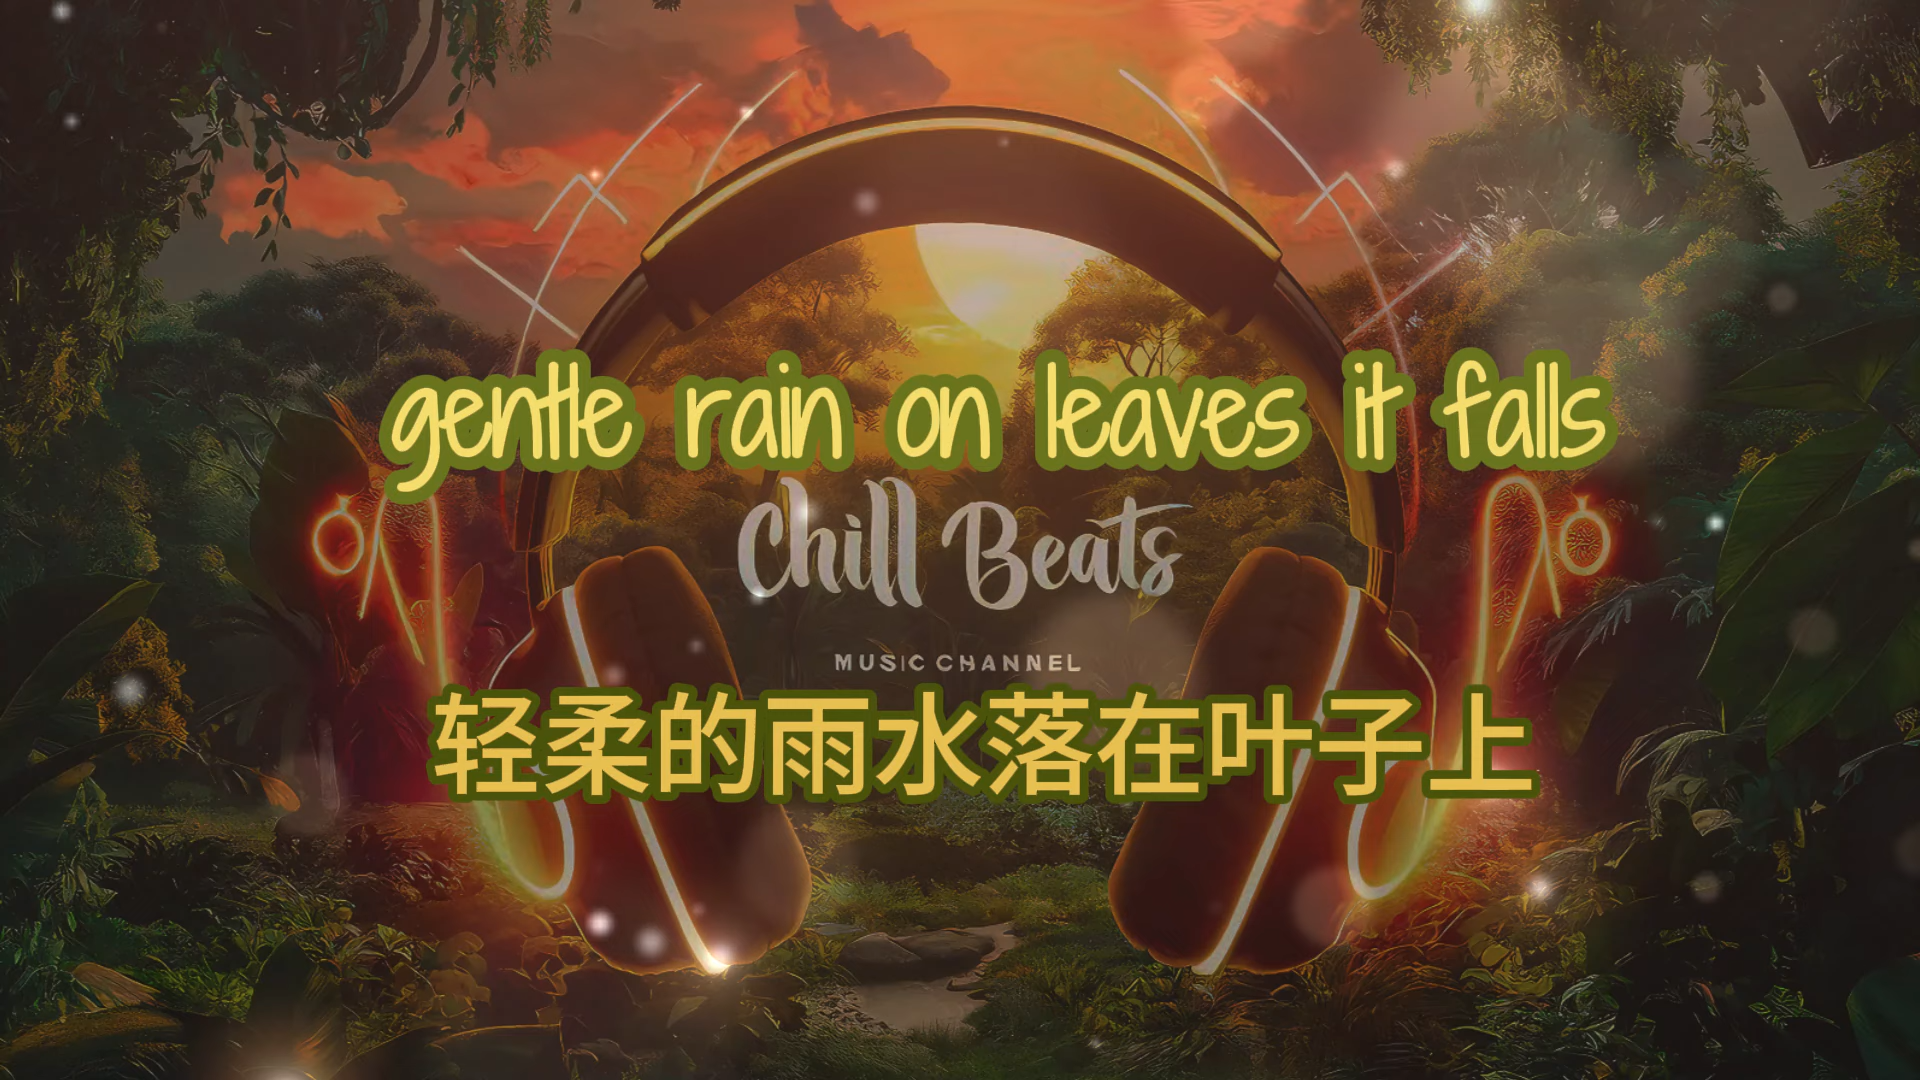 gentle rain on leaves it falls
Chill Beats
MUSIC CHANNEL
轻柔的雨水落在叶子上